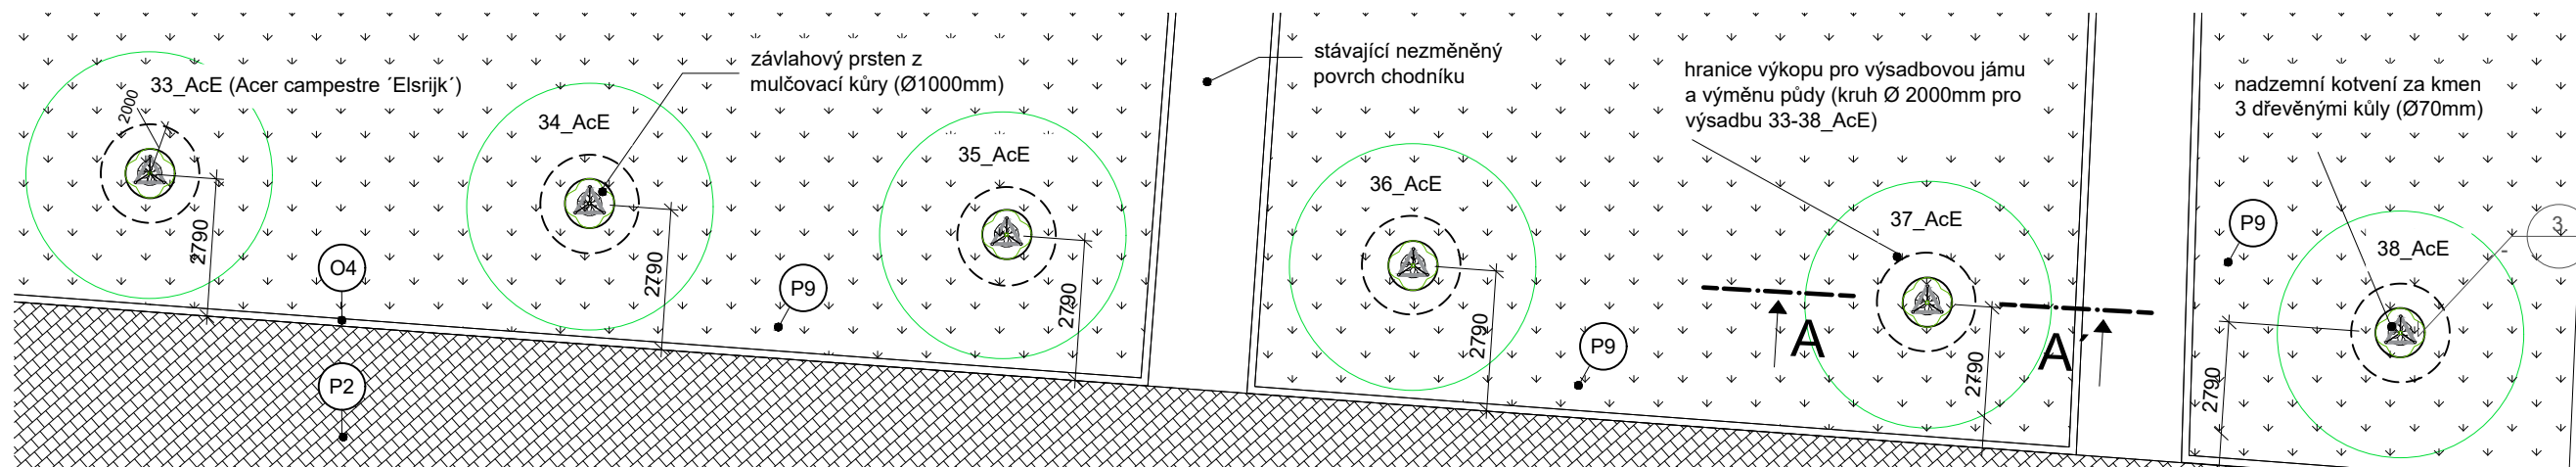 33_AcE (Acer campestre ´Elsrijk´)
2000
2790
O4
P2
34_AcE
závlahový prsten z
mulčovací kůry (Ø1000mm)
2790
P9
35_AcE
2790
stávající nezměněný
povrch chodníku
36_AcE
2790
P9
hranice výkopu pro výsadbovou jámu
a výměnu půdy (kruh Ø 2000mm pro
výsadbu 33-38_AcE)
37_AcE
A
A´
2790
nadzemní kotvení za kmen
3 dřevěnými kůly (Ø70mm)
P9
38_AcE
3
-
2790